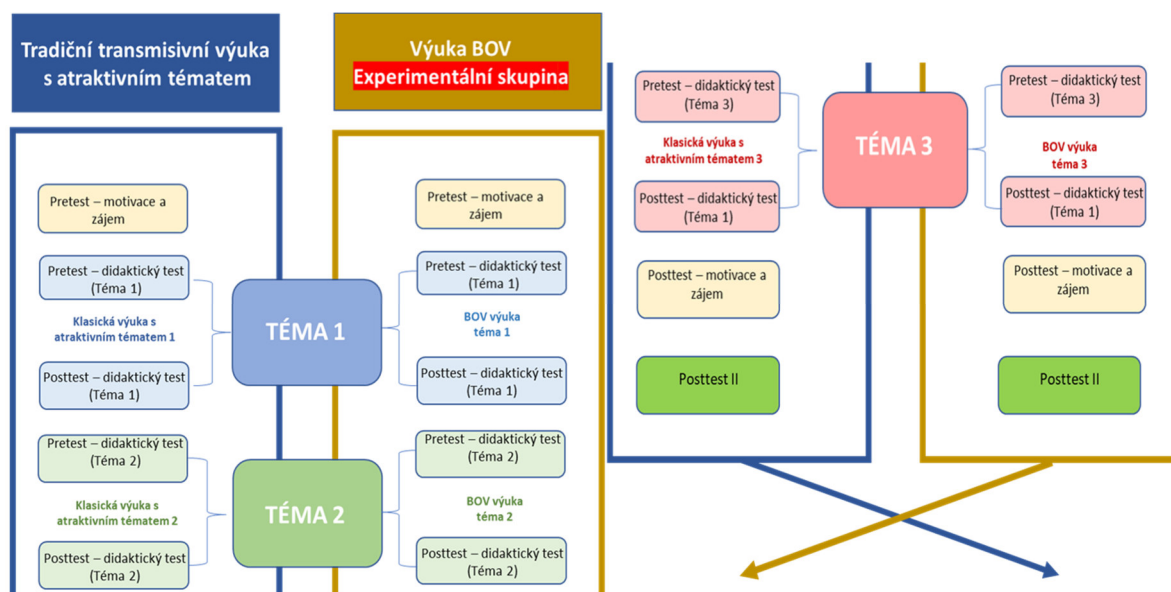 Tradiční transmisivní výuka
s atraktivním tématem
Výuka BOV
Experimentální skupina
Pretest – motivace a
zájem
Pretest – didaktický test
(Téma 1)
Klasická výuka s
atraktivním tématem 1
Posttest – didaktický test
(Téma 1)
TÉMA 1
Pretest – motivace a
zájem
Pretest – didaktický test
(Téma 1)
BOV výuka
téma 1
Posttest – didaktický test
(Téma 1)
Pretest – didaktický test
(Téma 2)
Klasická výuka s
atraktivním tématem 2
Posttest – didaktický test
(Téma 2)
TÉMA 2
Pretest – didaktický test
(Téma 2)
BOV výuka
téma 2
Posttest – didaktický test
(Téma 2)
Pretest – didaktický test
(Téma 3)
Klasická výuka s
atraktivním tématem 3
Posttest – didaktický test
(Téma 1)
TÉMA 3
Pretest – didaktický test
(Téma 3)
BOV výuka
téma 3
Posttest – didaktický test
(Téma 1)
Posttest – motivace a
zájem
Posttest – motivace a
zájem
Posttest II
Posttest II